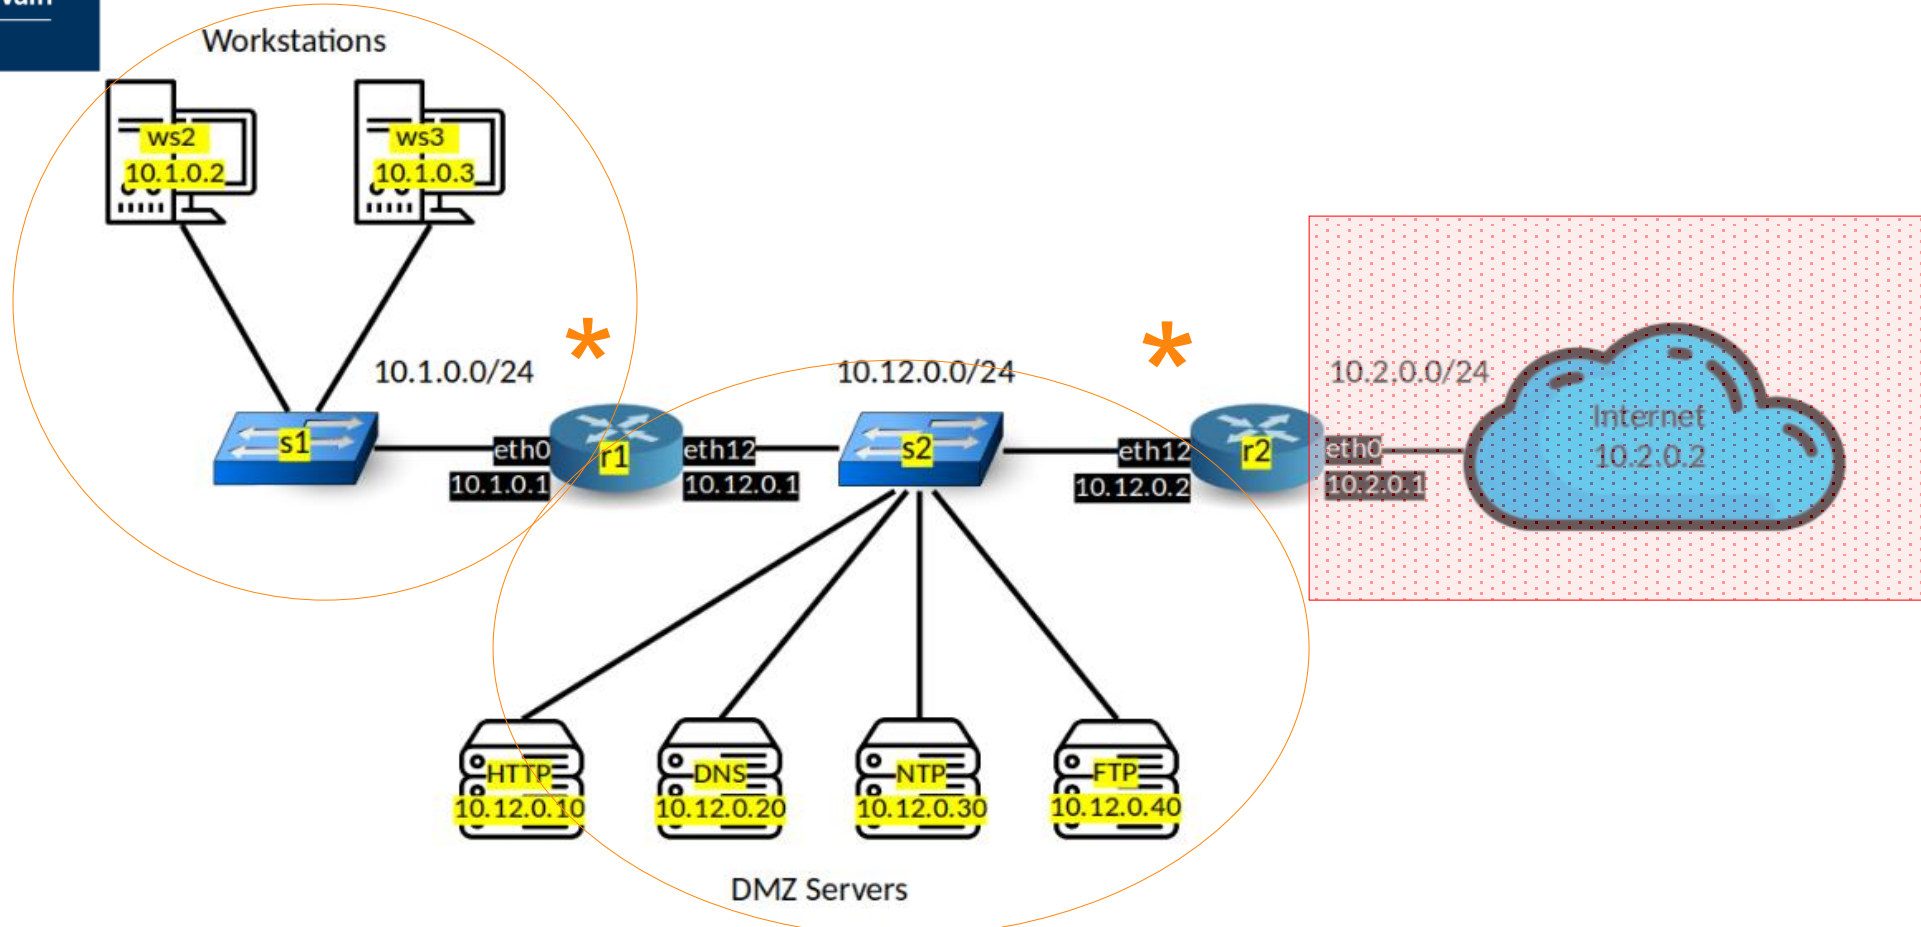 Workstations
ws2
10.1.0.2
ws3
10.1.0.3
10.1.0.0/24
*
10.12.0.0/24
*
10.2.0.0/24
s1
eth0
10.1.0.1
r1
eth12
10.12.0.1
s2
eth12
10.12.0.2
r2
eth0
10.2.0.1
Internet
10.2.0.2
HTTP
10.12.0.10
DNS
10.12.0.20
NTP
10.12.0.30
FTP
10.12.0.40
DMZ Servers